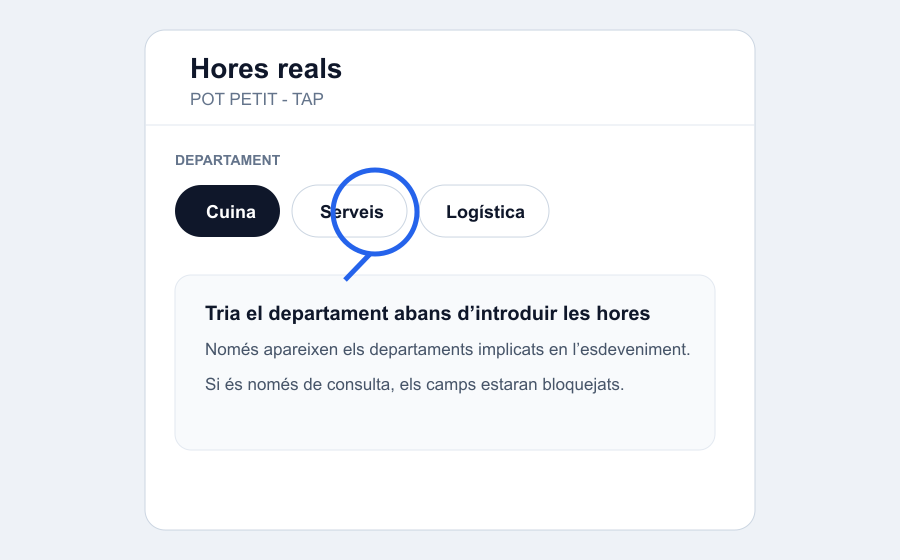 Hores reals
POT PETIT - TAP
DEPARTAMENT
Cuina
Serveis
Logística
Tria el departament abans d’introduir les hores
Només apareixen els departaments implicats en l’esdeveniment.
Si és només de consulta, els camps estaran bloquejats.